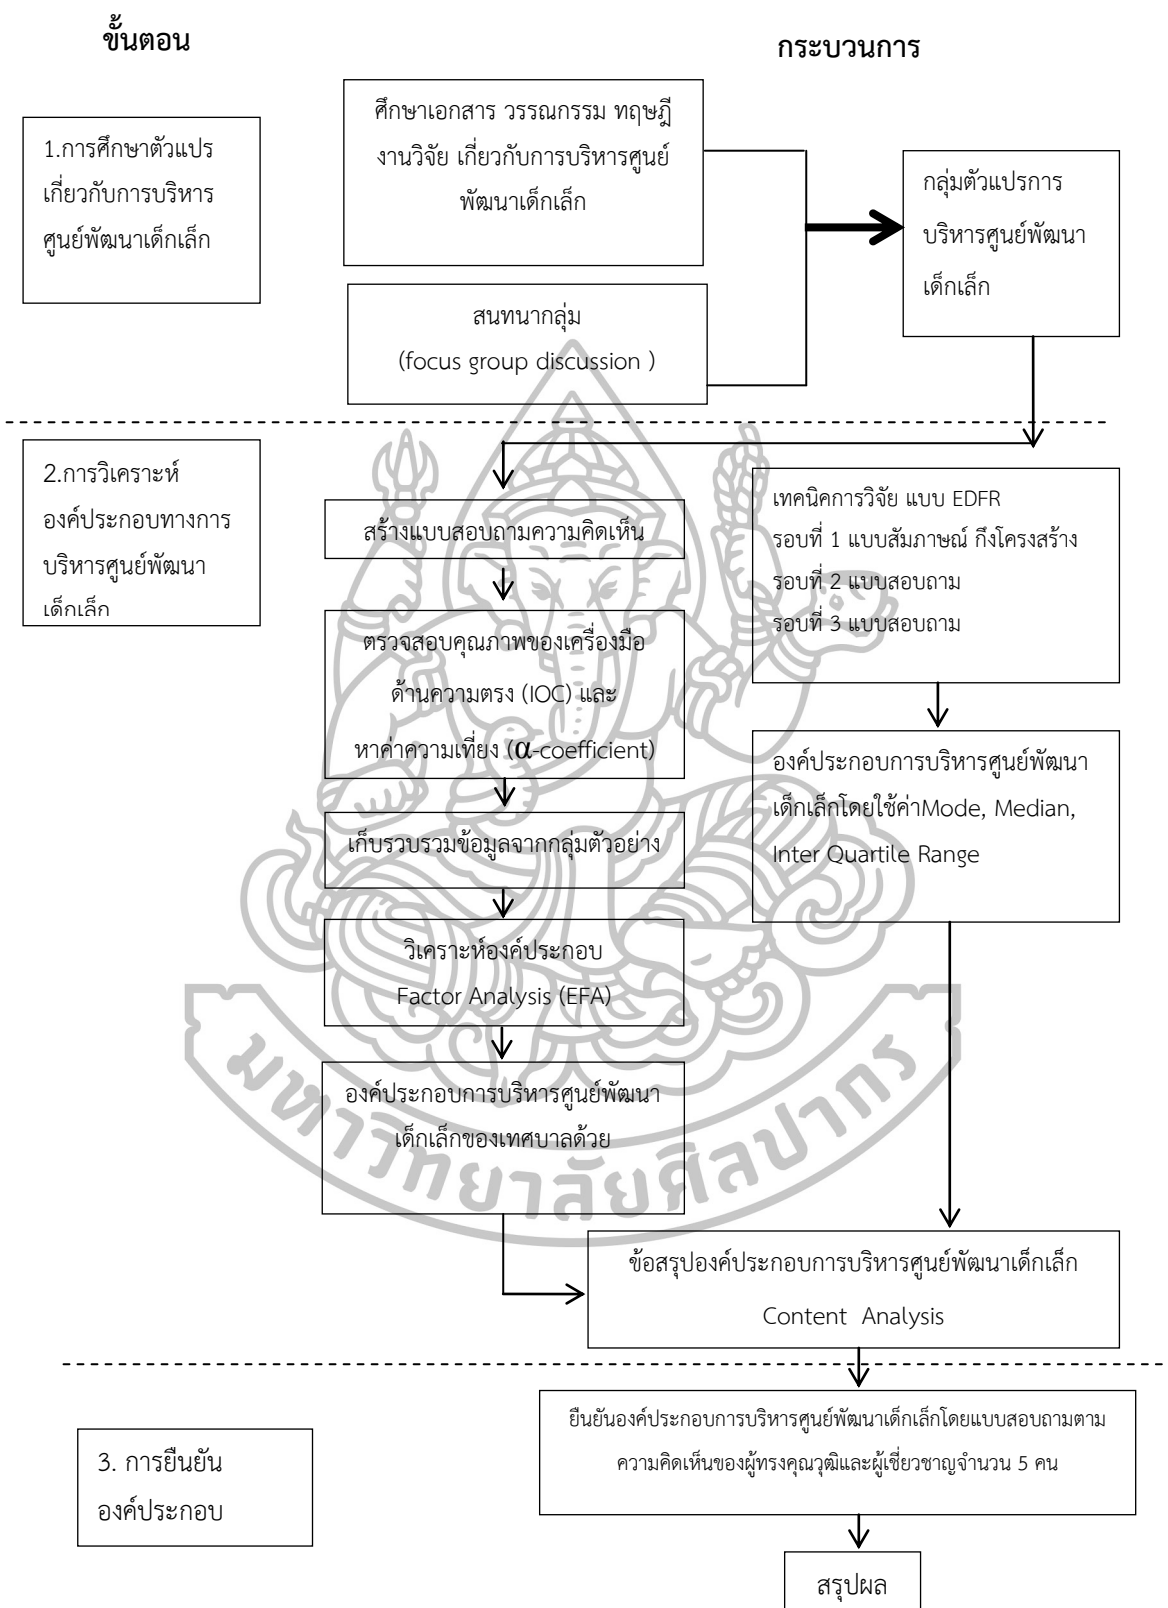 ขั้นตอน
กระบวนการ
1.การศึกษาตัวแปร
เกี่ยวกับการบริหาร
ศูนย์พัฒนาเด็กเล็ก
ศึกษาเอกสาร วรรณกรรม ทฤษฎี
งานวิจัย เกี่ยวกับการบริหารศูนย์
พัฒนาเด็กเล็ก
สนทนากลุ่ม
(focus group discussion )
กลุ่มตัวแปรการ
บริหารศูนย์พัฒนา
เด็กเล็ก
2.การวิเคราะห์
องค์ประกอบทางการ
บริหารศูนย์พัฒนา
เด็กเล็ก
สร้างแบบสอบถามความคิดเห็น
ตรวจสอบคุณภาพของเครื่องมือ
ด้านความตรง (IOC) และ
หาค่าความเที่ยง (α-coefficient)
เก็บรวบรวมข้อมูลจากกลุ่มตัวอย่าง
วิเคราะห์องค์ประกอบ
Factor Analysis (EFA)
องค์ประกอบการบริหารศูนย์พัฒนา
เด็กเล็กของเทศบาลด้วย
เทคนิคการวิจัย แบบ EDFR
รอบที่ 1 แบบสัมภาษณ์ กึงโครงสร้าง
รอบที่ 2 แบบสอบถาม
รอบที่ 3 แบบสอบถาม
องค์ประกอบการบริหารศูนย์พัฒนา
เด็กเล็กโดยใช้ค่าMode, Median,
Inter Quartile Range
ข้อสรุปองค์ประกอบการบริหารศูนย์พัฒนาเด็กเล็ก
Content Analysis
3. การยืนยัน
องค์ประกอบ
ยืนยันองค์ประกอบการบริหารศูนย์พัฒนาเด็กเล็กโดยแบบสอบถามตาม
ความคิดเห็นของผู้ทรงคุณวุฒิและผู้เชี่ยวชาญจำนวน 5 คน
สรุปผล
มหาวิทยาลัยศิลปากร